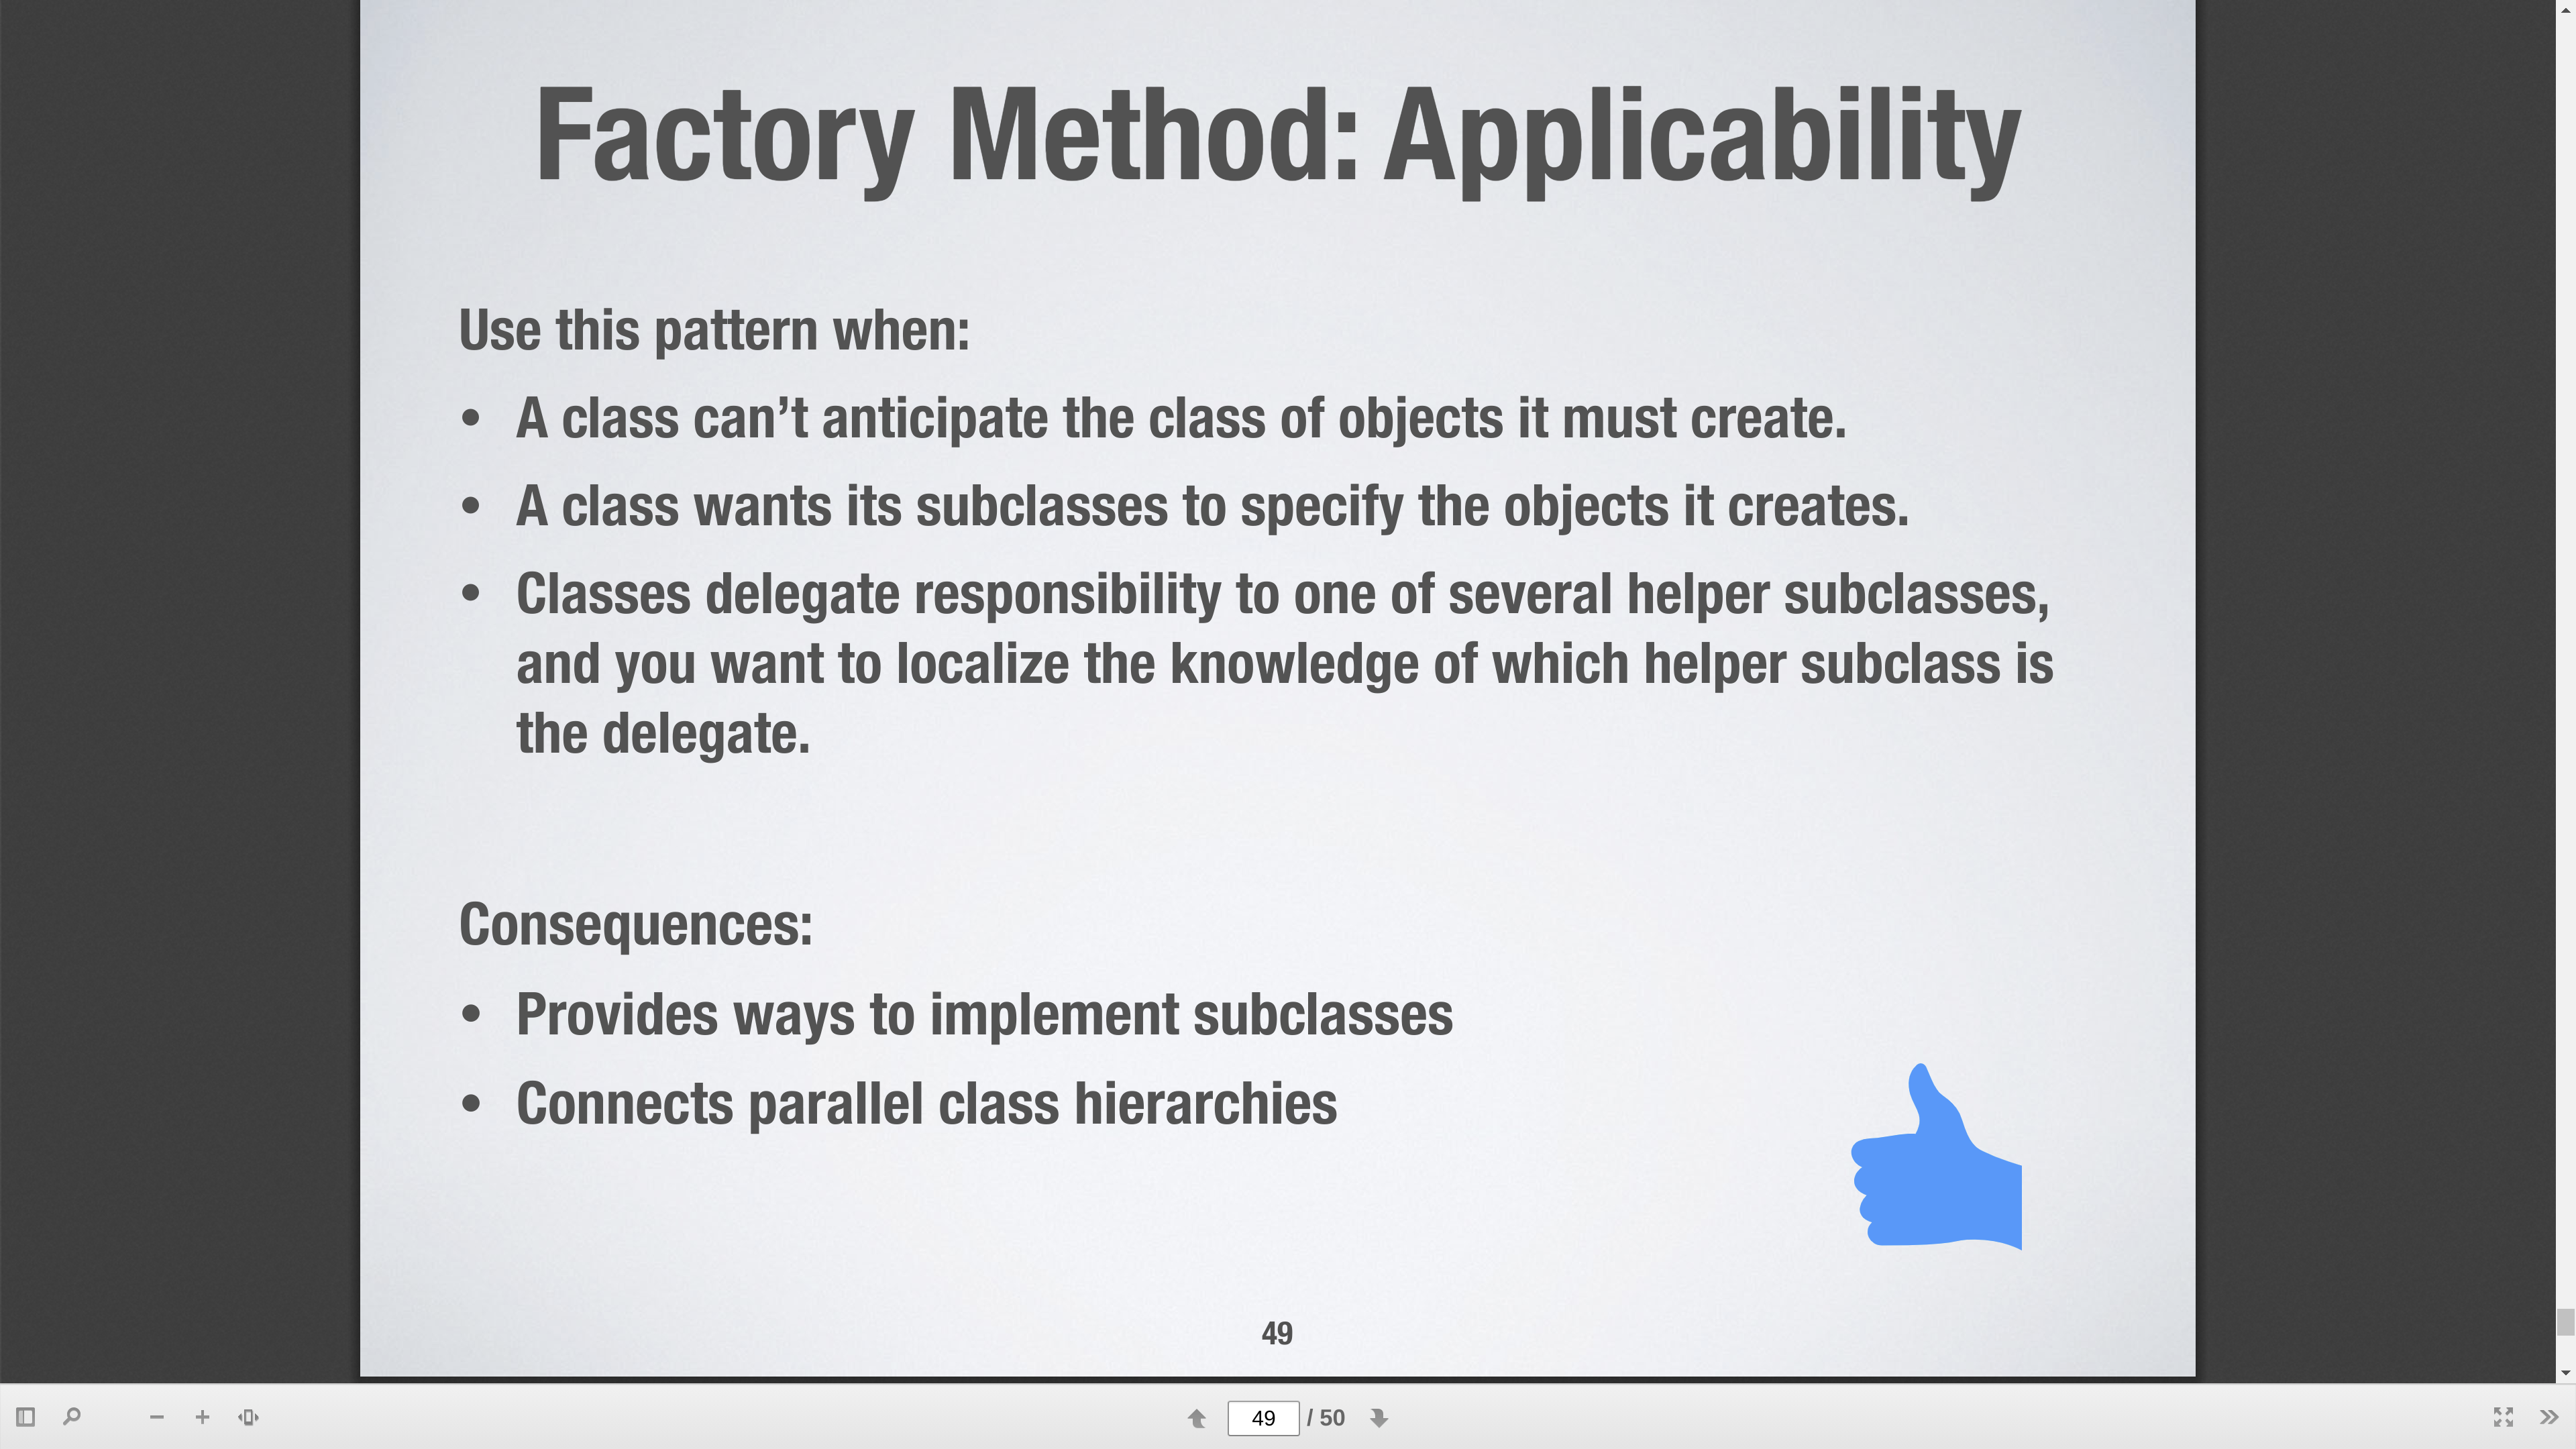 Factory Method: Applicability
Use this pattern when:
• A class can’t anticipate the class of objects it must create.
• A class wants its subclasses to specify the objects it creates.
• Classes delegate responsibility to one of several helper subclasses,
and you want to localize the knowledge of which helper subclass is
the delegate.
Consequences:
• Provides ways to implement subclasses
• Connects parallel class hierarchies
49
49 / 50